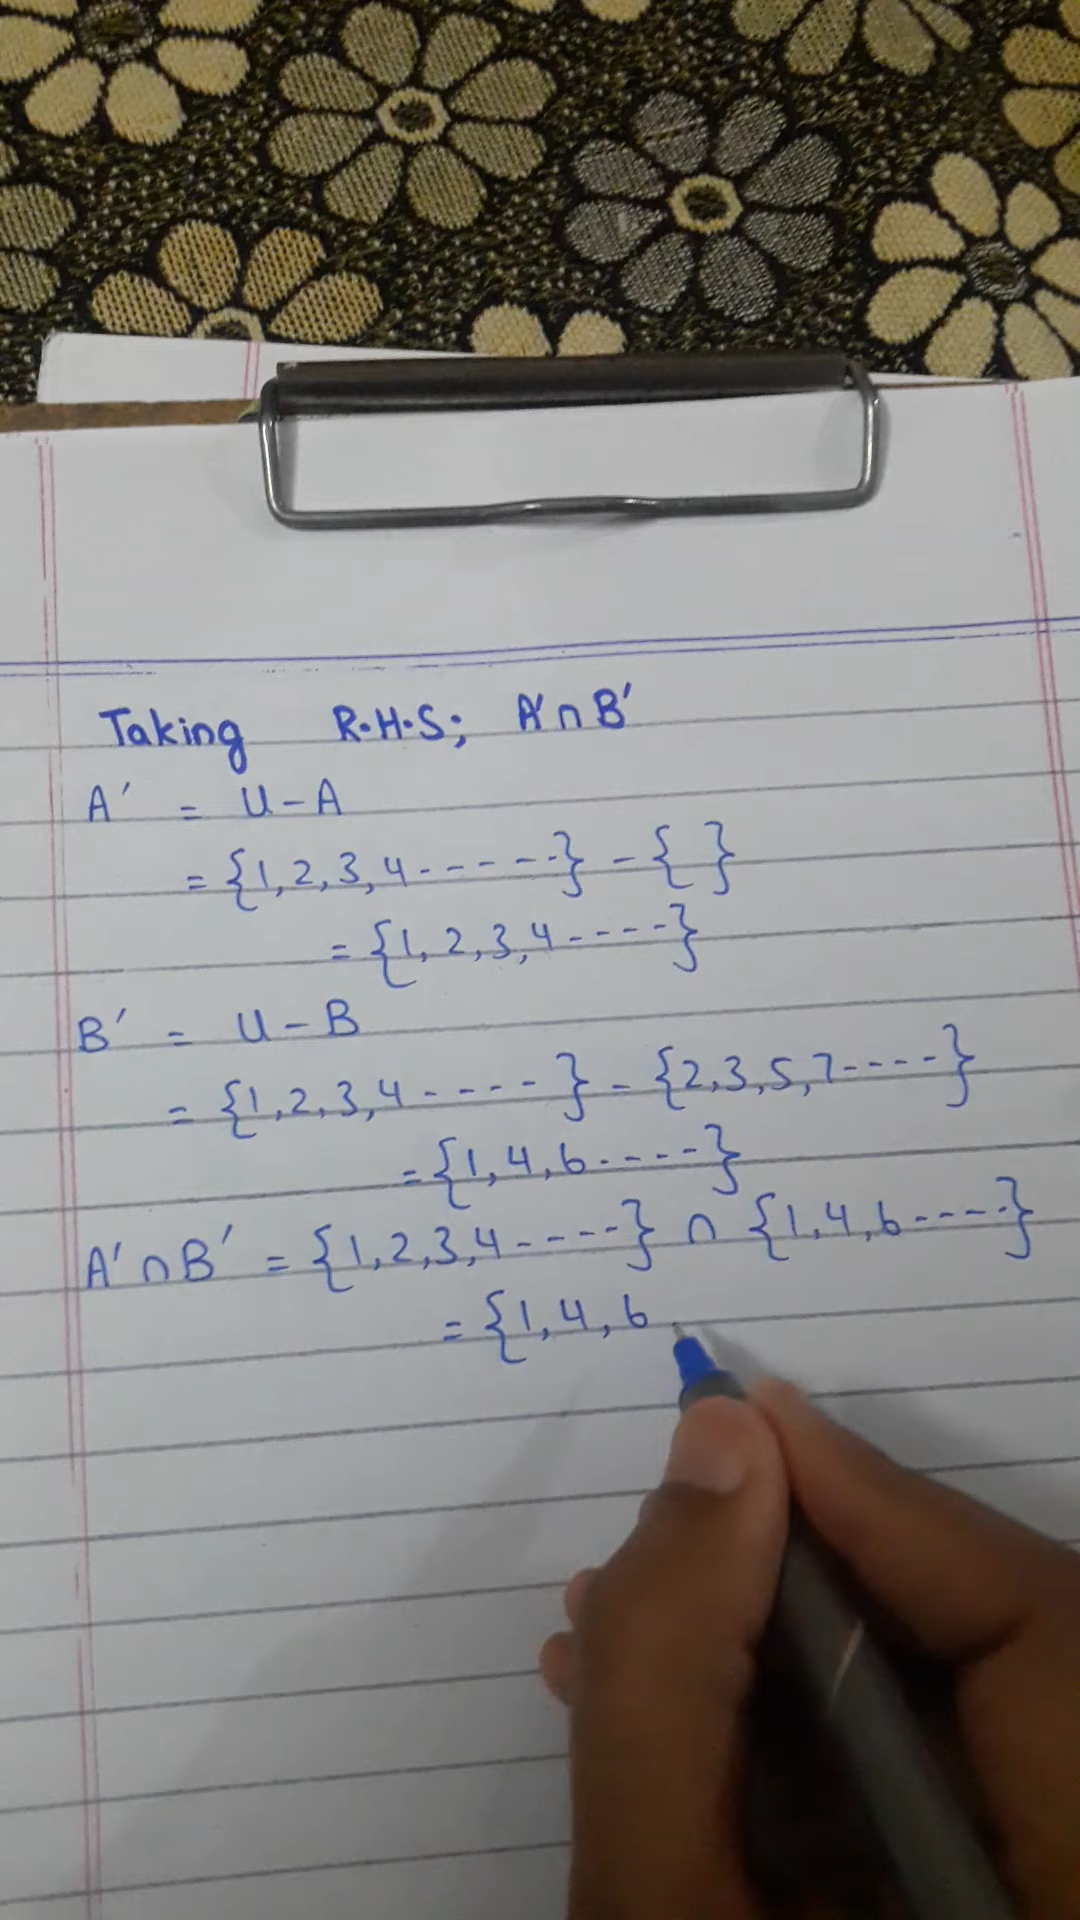 Taking R.H.S; A'∩B'
A' = U-A
= {1,2,3,4-----} - { }
= {1,2,3,4----}
B' = U-B
= {1,2,3,4-----} - {2,3,5,7----}
= {1,4,6.----}
A'∩B' = {1,2,3,4-----} ∩ {1,4,6----}
= {1,4,6